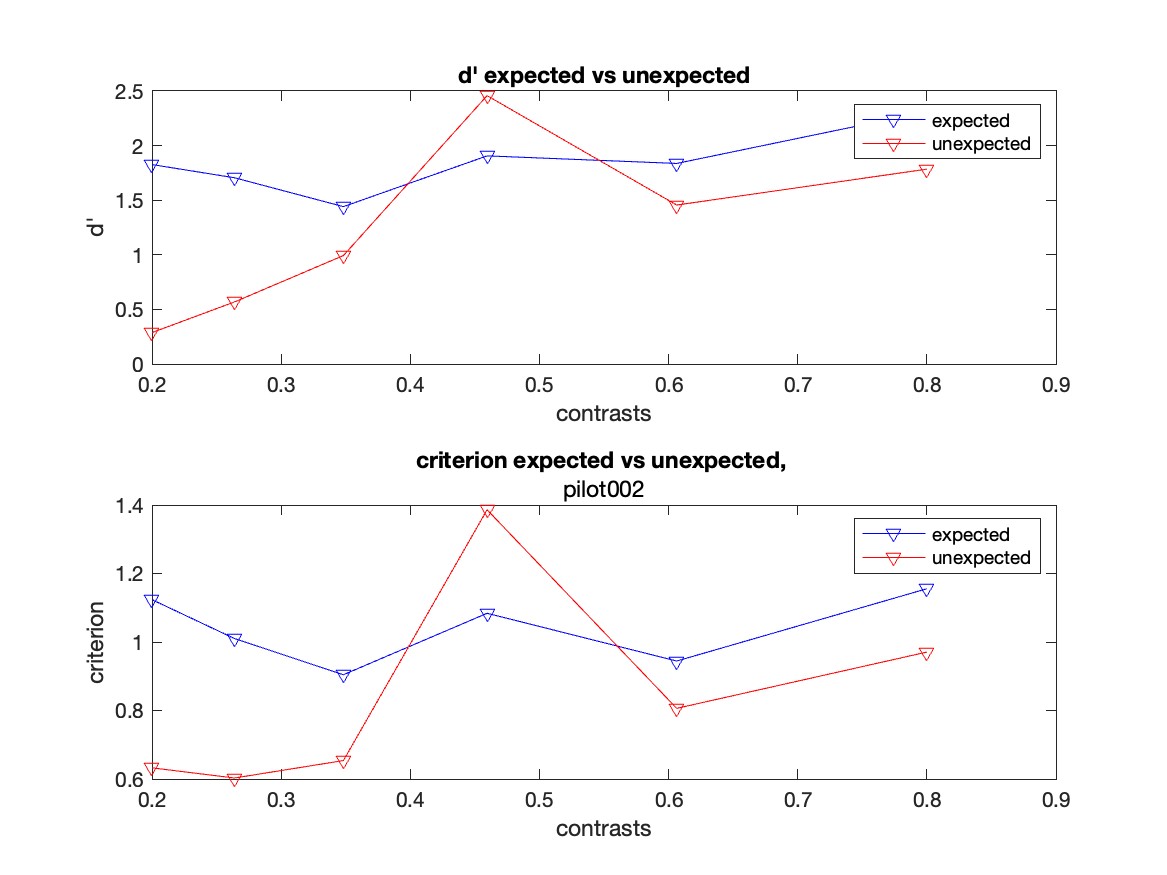 d' expected vs unexpected
2.5
2
1.5
1
0.5
0
d'
expected
unexpected
0.2 0.3 0.4 0.5 0.6 0.7 0.8 0.9
contrasts
criterion expected vs unexpected,
pilot002
1.4
1.2
1
0.8
0.6
criterion
expected
unexpected
0.2 0.3 0.4 0.5 0.6 0.7 0.8 0.9
contrasts